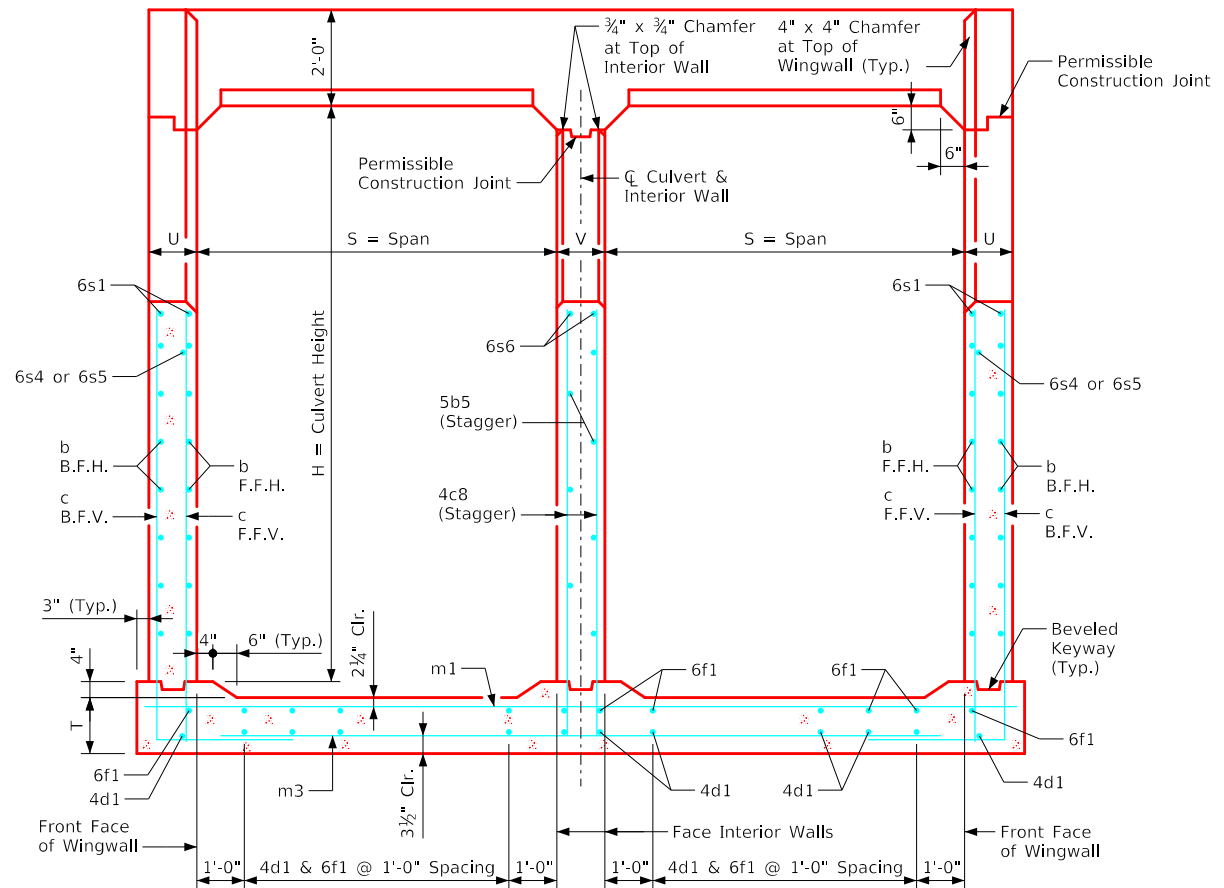 ¾" x ¾" Chamfer
at Top of
Interior Wall
4" x 4" Chamfer
at Top of
Wingwall (Typ.)
Permissible
Construction Joint
2'-0"
6"
6"
Permissible
Construction Joint
℄ Culvert &
Interior Wall
U
S = Span
V
S = Span
U
H = Culvert Height
6s1
6s4 or 6s5
b
B.F.H.
b
F.F.H.
c
B.F.V.
c
F.F.V.
6s6
5b5
(Stagger)
4c8
(Stagger)
6s1
6s4 or 6s5
b
F.F.H.
b
B.F.H.
c
F.F.V.
c
B.F.V.
3" (Typ.)
4"
6" (Typ.)
2¼" Clr.
4"
T
m1
6f1
6f1
Beveled
Keyway
(Typ.)
6f1
4d1
m3
3½" Clr.
4d1
4d1
6f1
4d1
Front Face
of Wingwall
Face Interior Walls
Front Face
of Wingwall
1'-0"
4d1 & 6f1 @ 1'-0" Spacing
1'-0"
1'-0"
4d1 & 6f1 @ 1'-0" Spacing
1'-0"